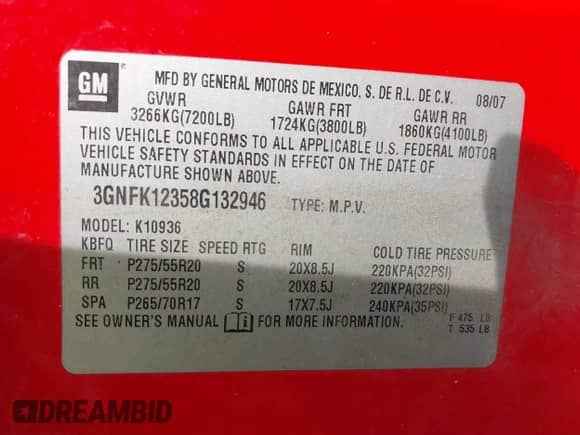 GM ®
MFD BY GENERAL MOTORS DE MEXICO, S. DE R.L. DE C.V. 08/07
GVWR GAWR FRT GAWR RR
3266KG(7200LB) 1724KG(3800LB) 1860KG(4100LB)
THIS VEHICLE CONFORMS TO ALL APPLICABLE U.S. FEDERAL MOTOR
VEHICLE SAFETY STANDARDS IN EFFECT ON THE DATE OF
MANUFACTURE SHOWN ABOVE.
3GNFK12358G132946 TYPE: M.P.V.
MODEL: K10936
KBFQ TIRE SIZE SPEED RTG RIM COLD TIRE PRESSURE
FRT P275/55R20 S 20X8.5J 220KPA(32PSI)
RR P275/55R20 S 20X8.5J 220KPA(32PSI)
SPA P265/70R17 S 17X7.5J 240KPA(35PSI)
SEE OWNER'S MANUAL i FOR MORE INFORMATION.
F 475 LB
T 535 LB
DREAMBID